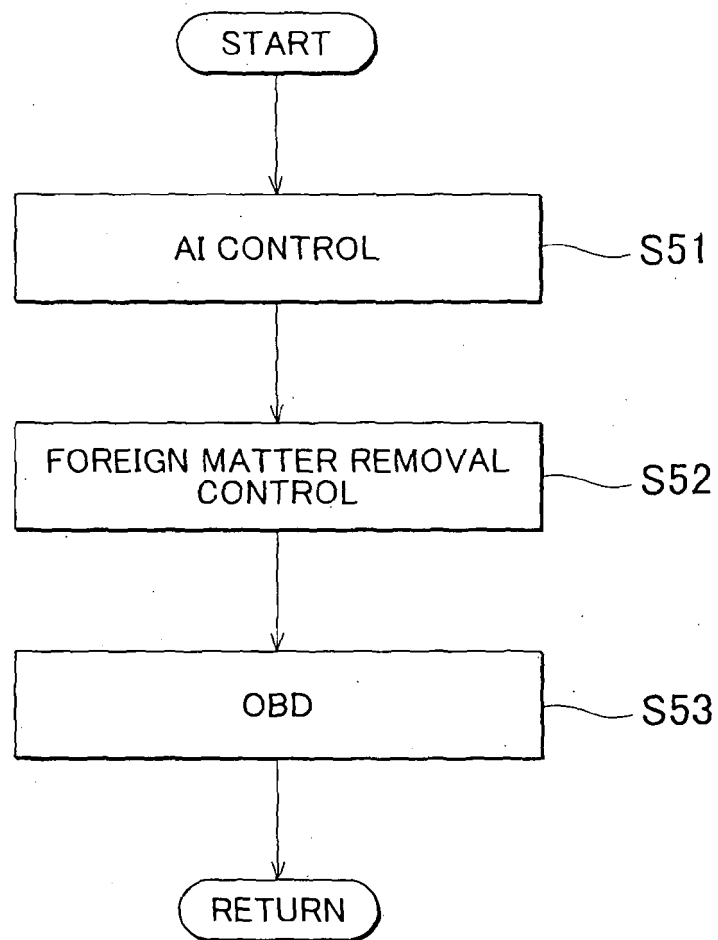 START
AI CONTROL
S51
FOREIGN MATTER REMOVAL
CONTROL
S52
OBD
S53
RETURN